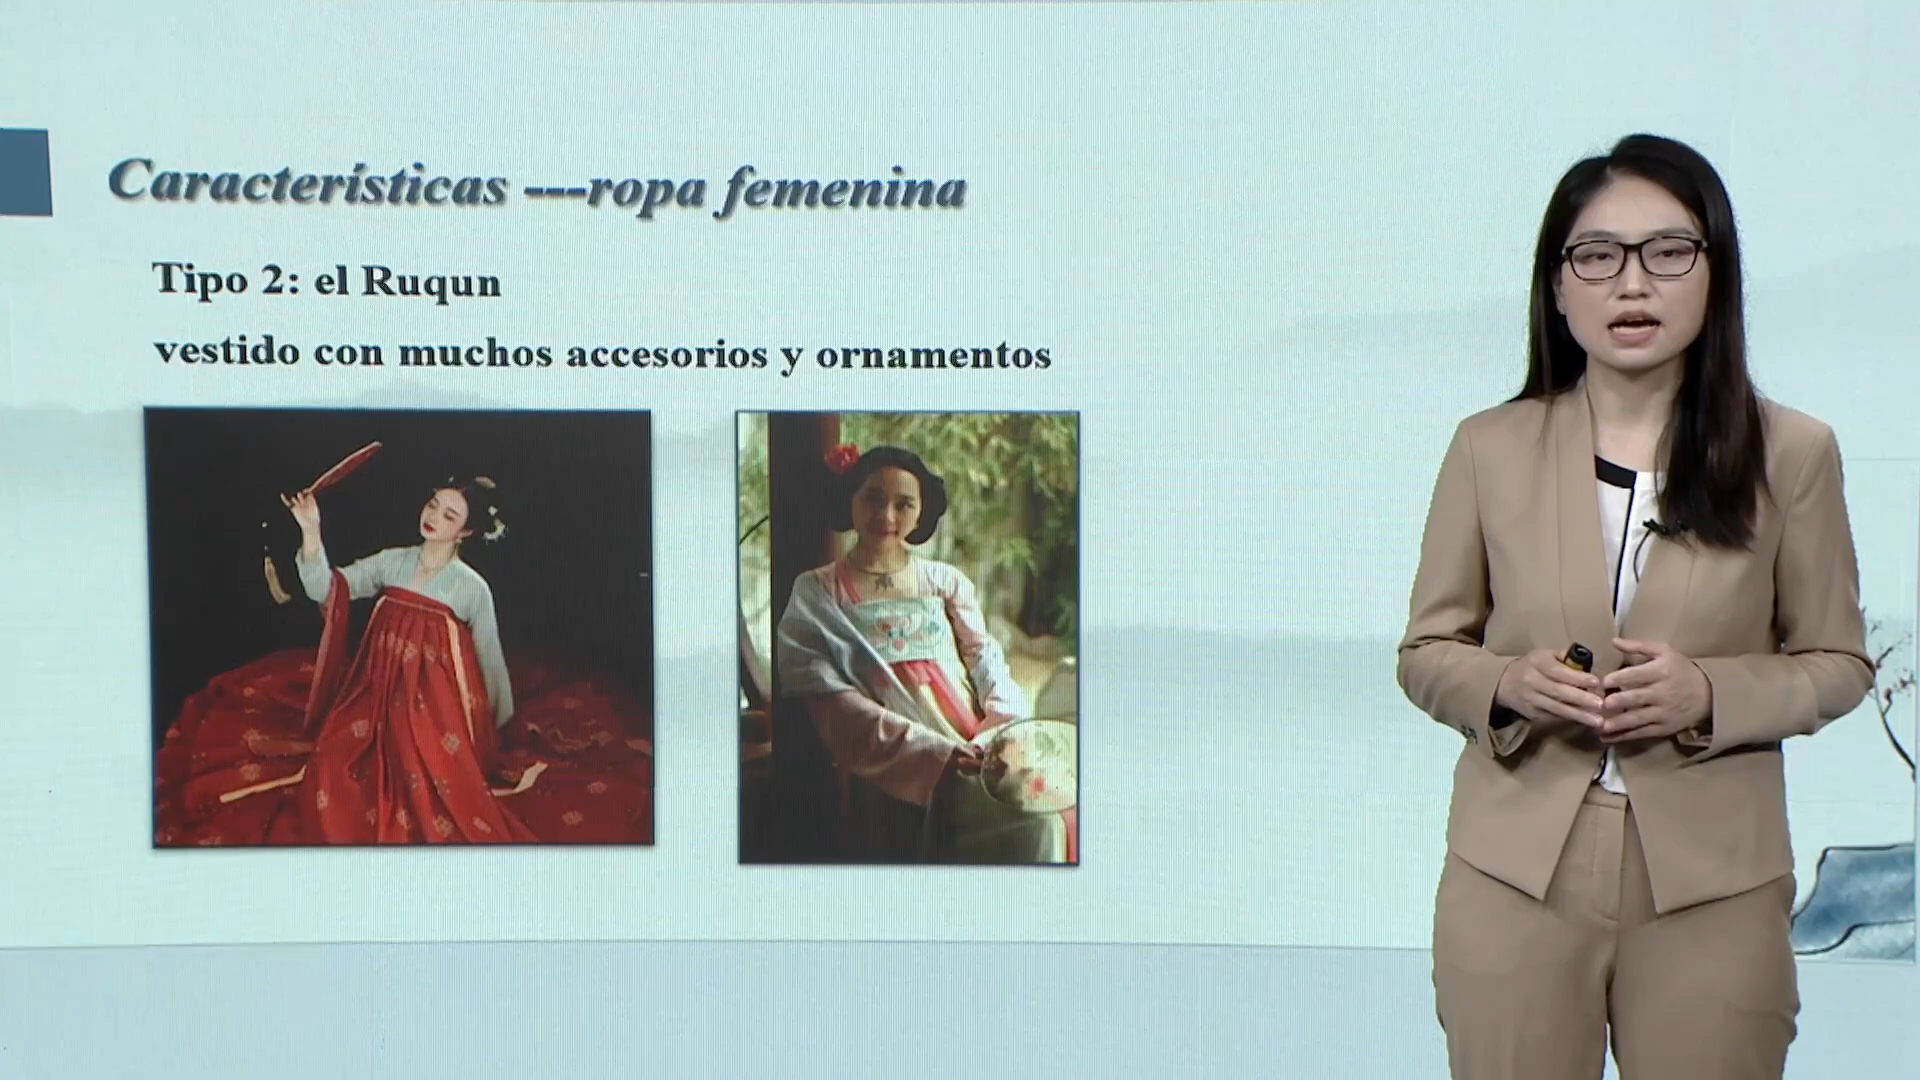 Características ---ropa femenina
Tipo 2: el Ruqun
vestido con muchos accesorios y ornamentos